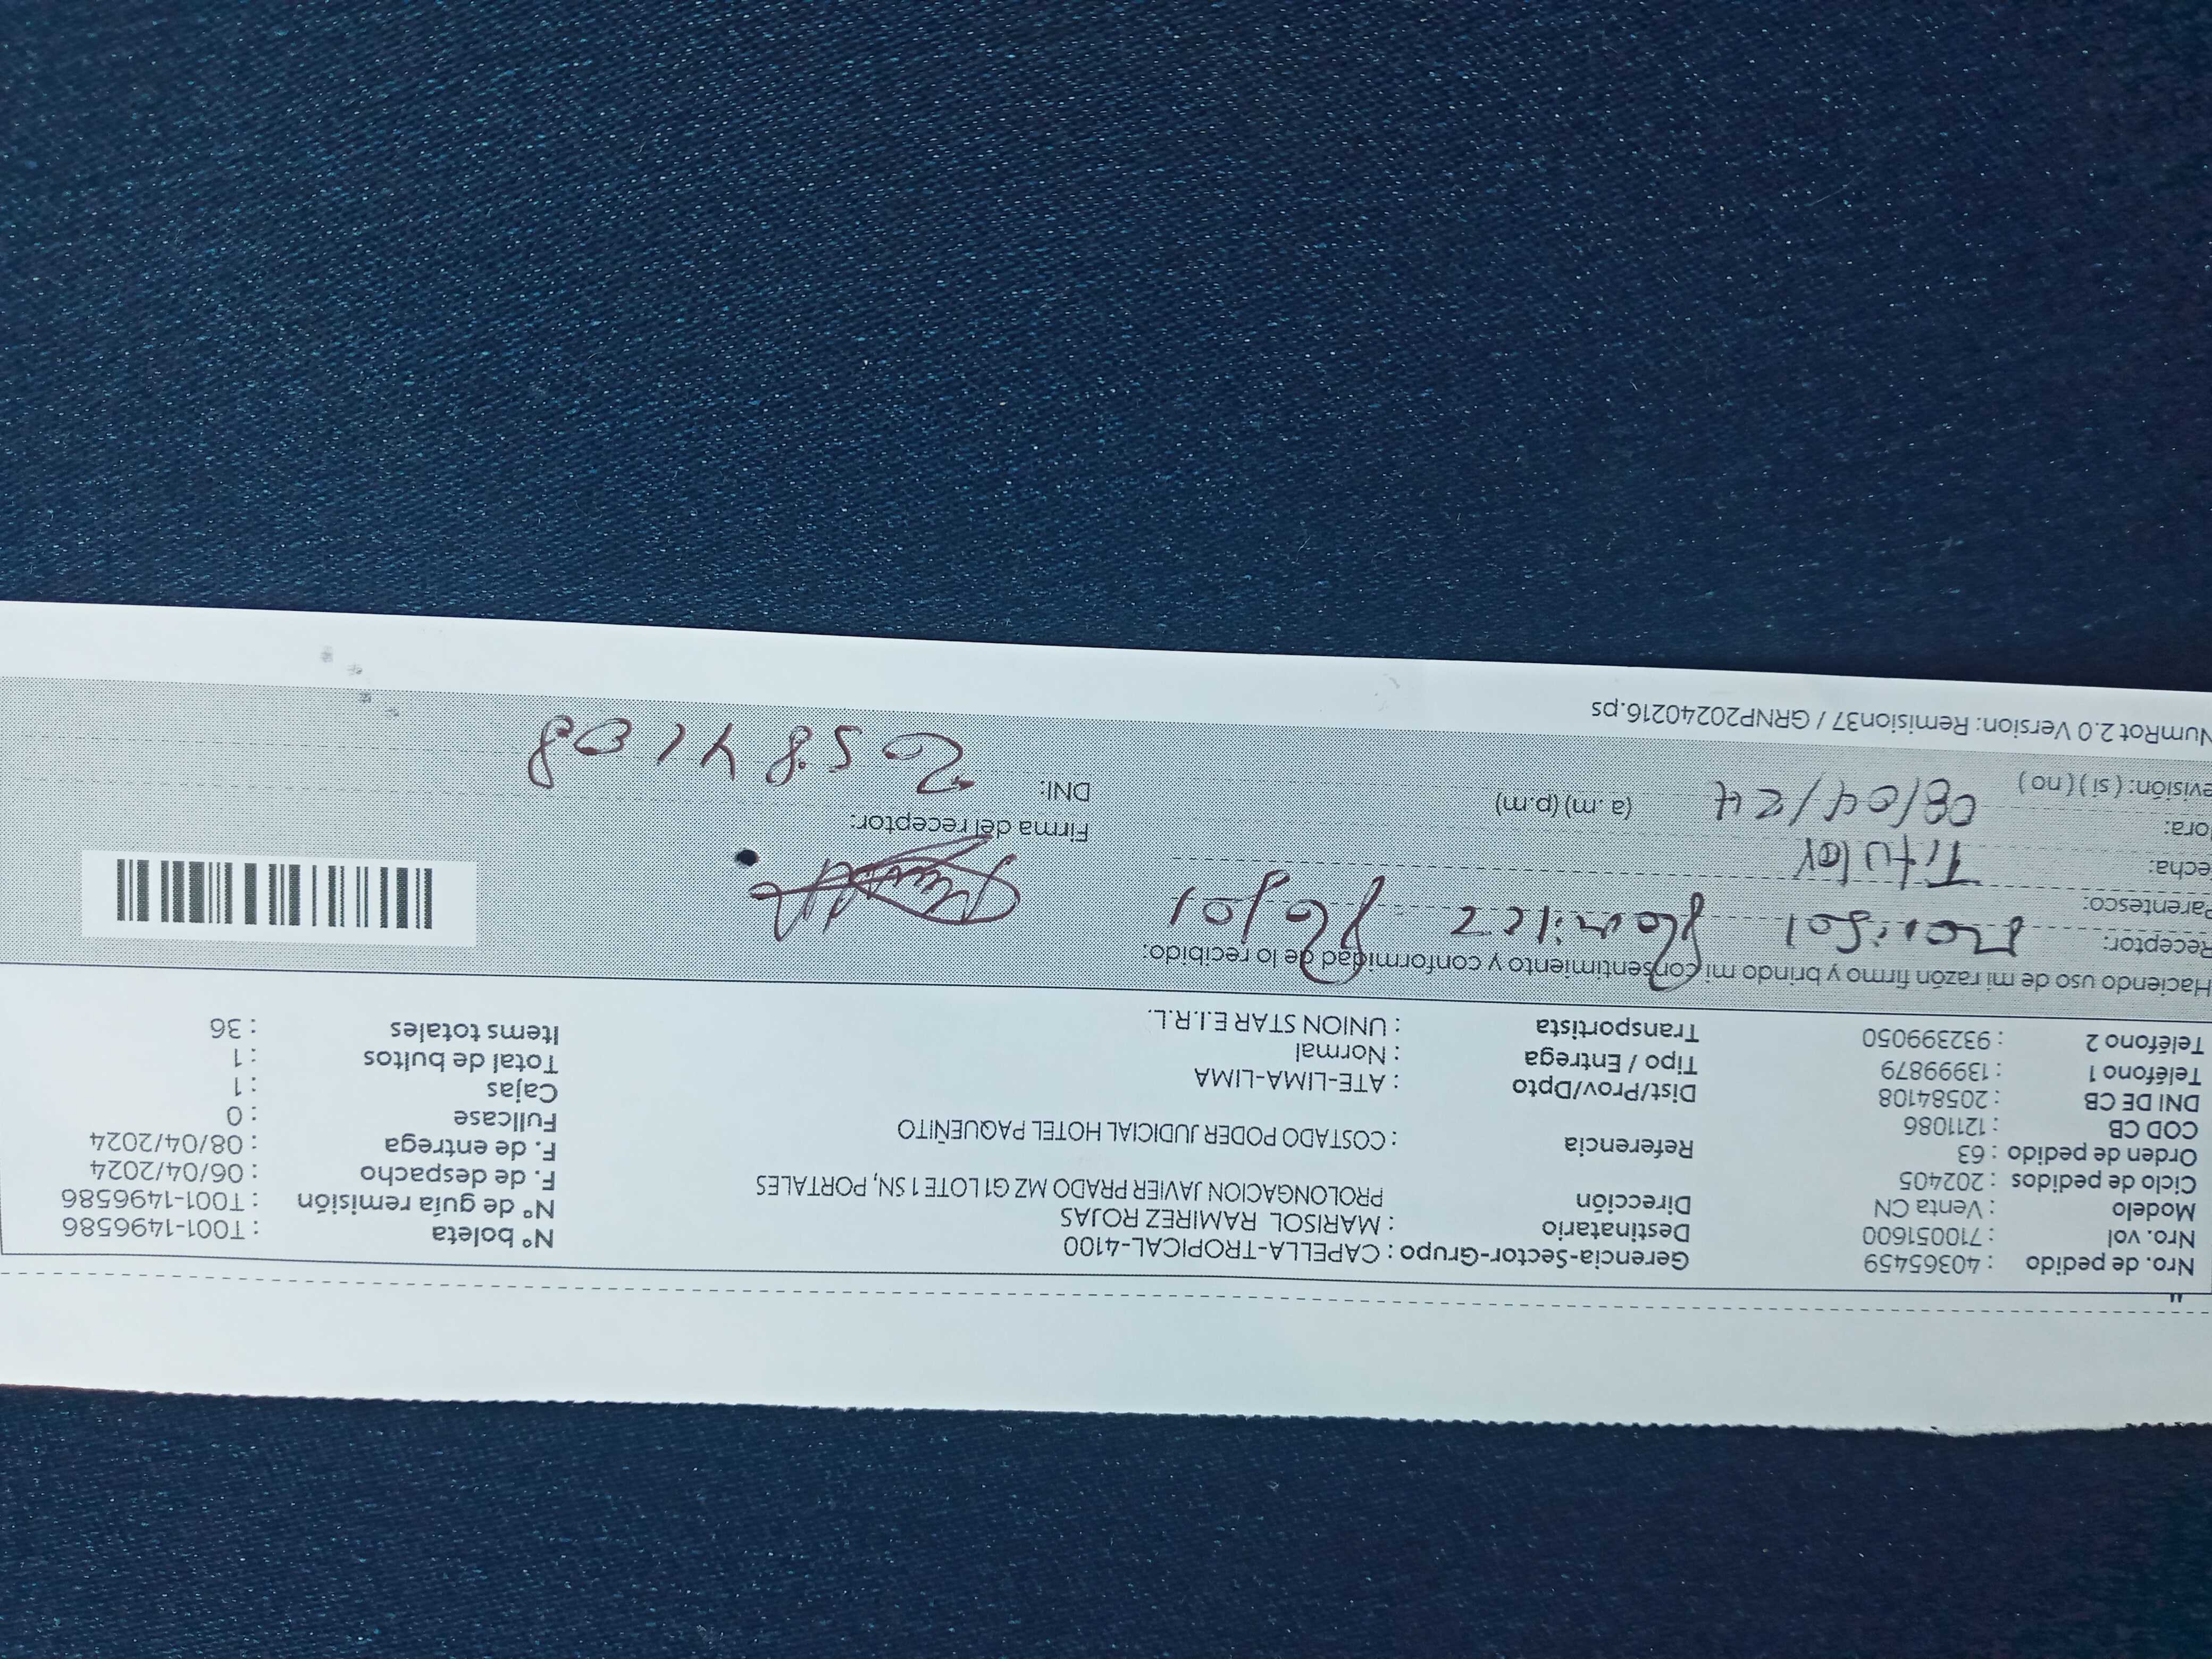 Nro. de pedido : 40365459 Gerencia-Sector-Grupo : CAPELLA-TROPICAL-4100 N° boleta : T001-1496586
Nro. vol : 710051600 Destinatario : MARISOL RAMIREZ ROJAS N° de guía remisión : T001-1496586
Modelo : Venta CN Dirección PROLONGACION JAVIER PRADO MZ G1 LOTE 1 SN, PORTALES F. de despacho : 06/04/2024
Ciclo de pedidos : 202405 F. de entrega : 08/04/2024
Orden de pedido : 63 Referencia : COSTADO PODER JUDICIAL HOTEL PAQUEÑITO Fullcase : 0
COD CB : 1211086 Cajas : 1
DNI DE CB : 20584108 Dist/Prov/Dpto : ATE-LIMA-LIMA Total de bultos : 1
Teléfono 1 : 13999879 Tipo / Entrega : Normal Items totales : 36
Teléfono 2 : 932399050 Transportista : UNION STAR E.I.R.L.
Haciendo uso de mi razón firmo y brindo mi consentimiento y conformidad de lo recibido:
Receptor: Marisol Ramirez Rojas
Parentesco: Titular
echa: 08/04/24
ora: (a. m) (p.m) Firma del receptor:
evisión: ( si ) ( no ) DNI: 20584108
NumRot 2.0 Version: Remision37 / GRNP20240216.ps